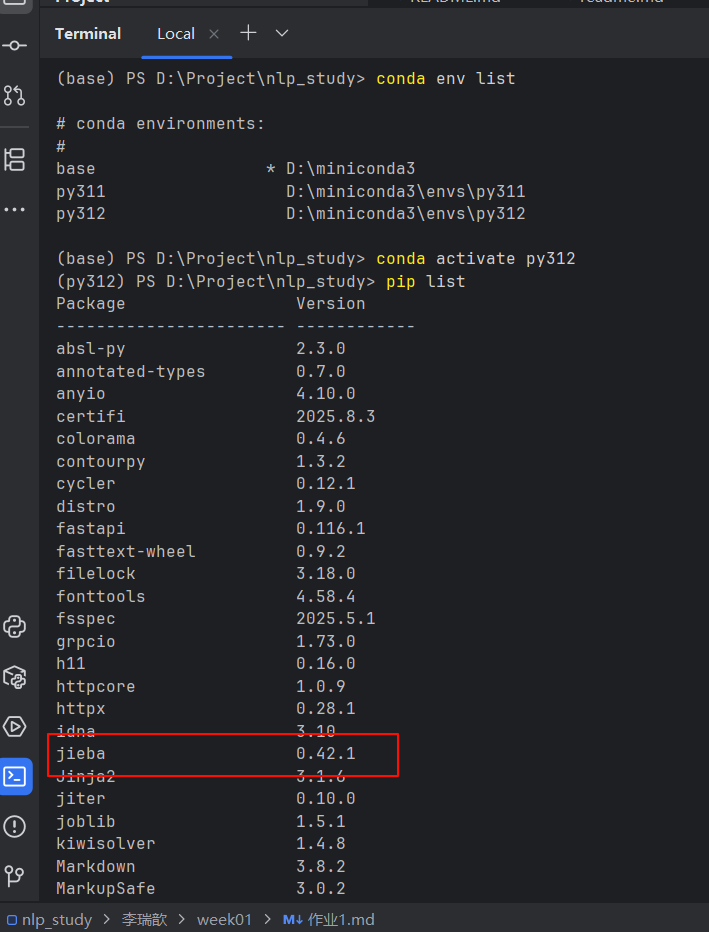 Project
README.md
readme.md
Terminal Local × + ∨
(base) PS D:\Project\nlp_study> conda env list
# conda environments:
#
base * D:\miniconda3
py311 D:\miniconda3\envs\py311
py312 D:\miniconda3\envs\py312
(base) PS D:\Project\nlp_study> conda activate py312
(py312) PS D:\Project\nlp_study> pip list
Package Version
----------------------- ------------
absl-py 2.3.0
annotated-types 0.7.0
anyio 4.10.0
certifi 2025.8.3
colorama 0.4.6
contourpy 1.3.2
cycler 0.12.1
distro 1.9.0
fastapi 0.116.1
fasttext-wheel 0.9.2
filelock 3.18.0
fonttools 4.58.4
fsspec 2025.5.1
grpcio 1.73.0
h11 0.16.0
httpcore 1.0.9
httpx 0.28.1
idna 3.10
jieba 0.42.1
Jinja2 3.1.6
jiter 0.10.0
joblib 1.5.1
kiwisolver 1.4.8
Markdown 3.8.2
MarkupSafe 3.0.2
nlp_study > 李瑞歆 > week01 > M↓ 作业1.md